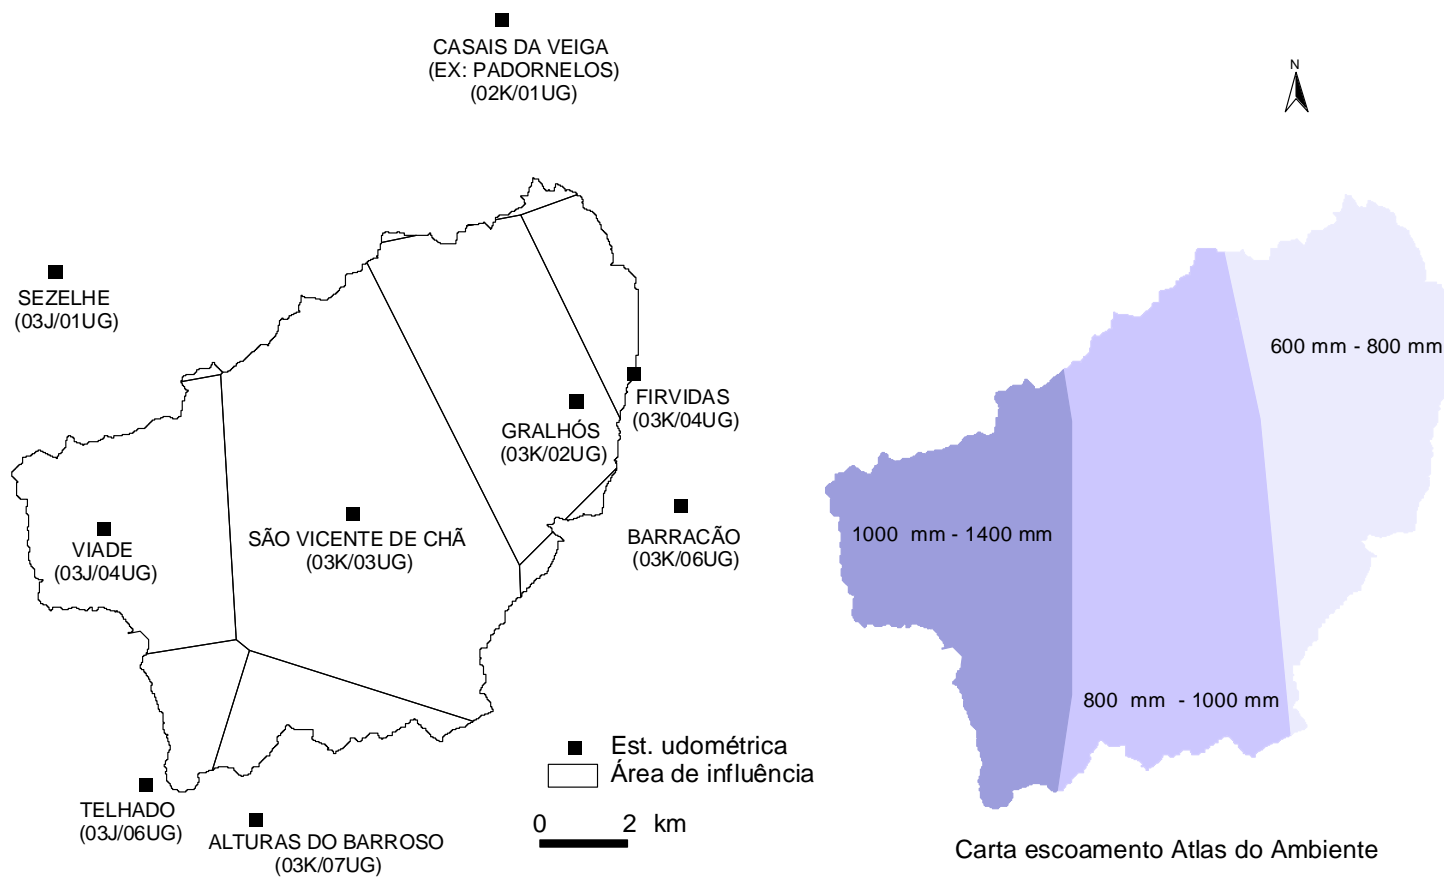 CASAIS DA VEIGA
(EX: PADORNELOS)
(02K/01UG)
N
SEZELHE
(03J/01UG)
FIRVIDAS
(03K/04UG)
GRALHÓS
(03K/02UG)
BARRACÃO
(03K/06UG)
SÃO VICENTE DE CHÃ
(03K/03UG)
VIADE
(03J/04UG)
TELHADO
(03J/06UG)
ALTURAS DO BARROSO
(03K/07UG)
Est. udométrica
Área de influência
0 2 km
600 mm - 800 mm
1000 mm - 1400 mm
800 mm - 1000 mm
Carta escoamento Atlas do Ambiente